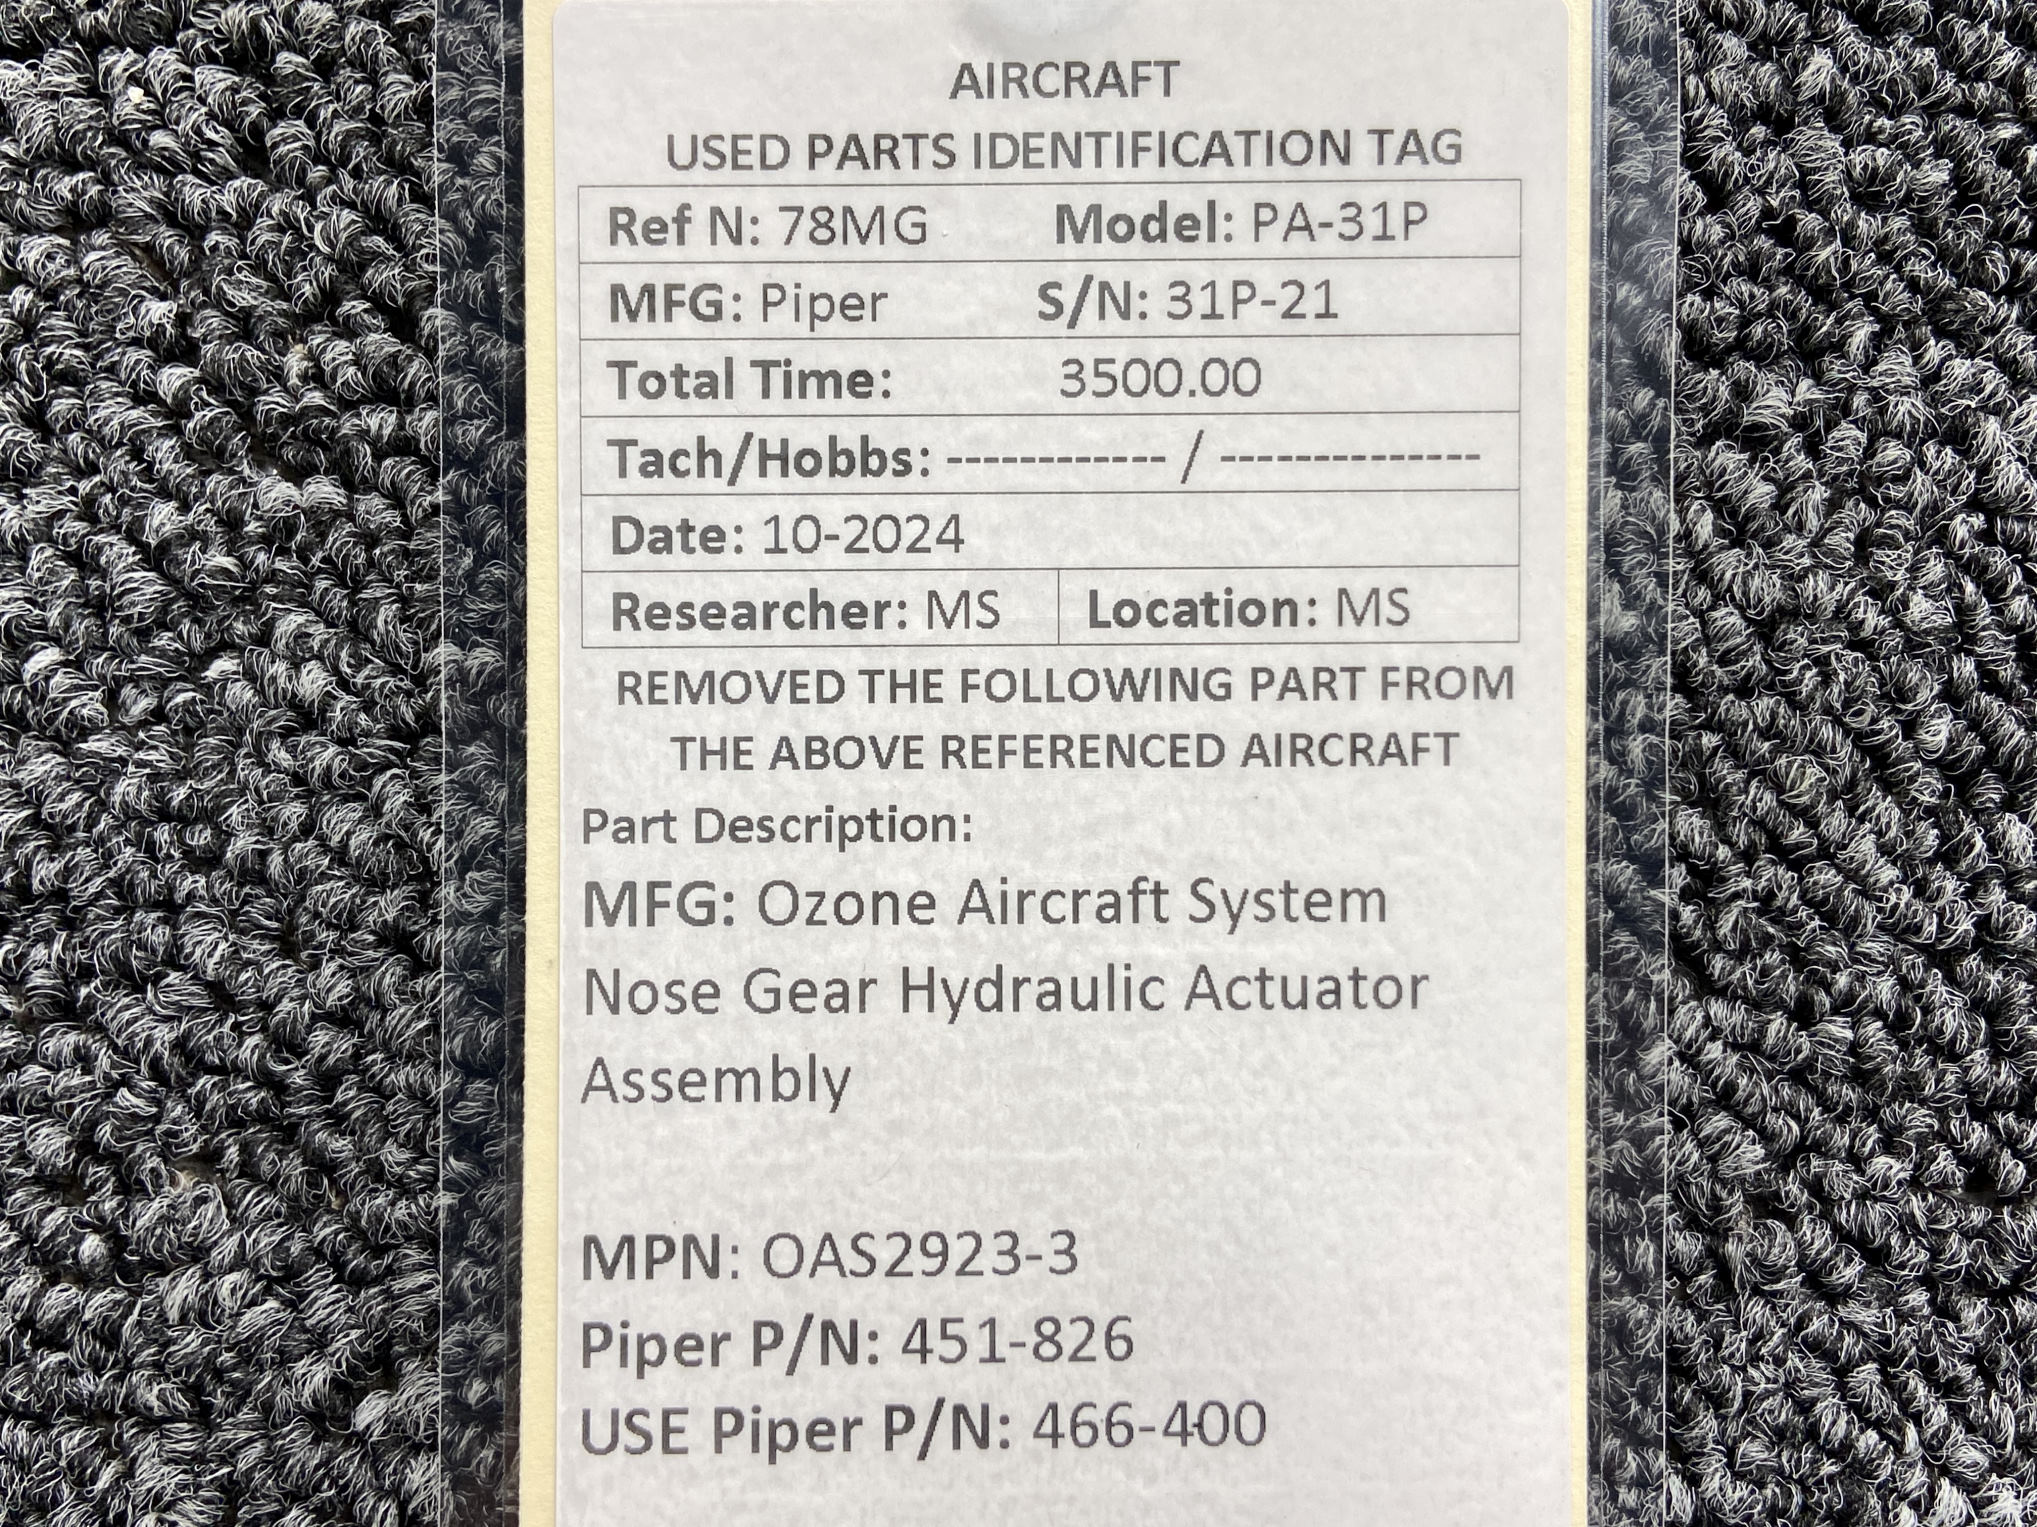 AIRCRAFT
USED PARTS IDENTIFICATION TAG
Ref N: 78MG Model: PA-31P
MFG: Piper S/N: 31P-21
Total Time: 3500.00
Tach/Hobbs: ------------ / --------------
Date: 10-2024
Researcher: MS Location: MS
REMOVED THE FOLLOWING PART FROM
THE ABOVE REFERENCED AIRCRAFT
Part Description:
MFG: Ozone Aircraft System
Nose Gear Hydraulic Actuator
Assembly
MPN: OAS2923-3
Piper P/N: 451-826
USE Piper P/N: 466-400